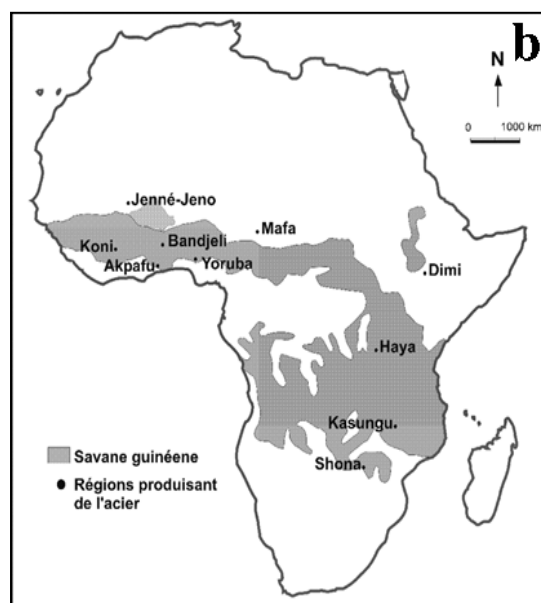 b
N
0 1000 km
Jenné-Jeno
Mafa
Koni
Bandjeli
Akpafu
Yoruba
Dimi
Haya
Kasungu
Shona
Savane guinéene
Régions produisant
de l'acier